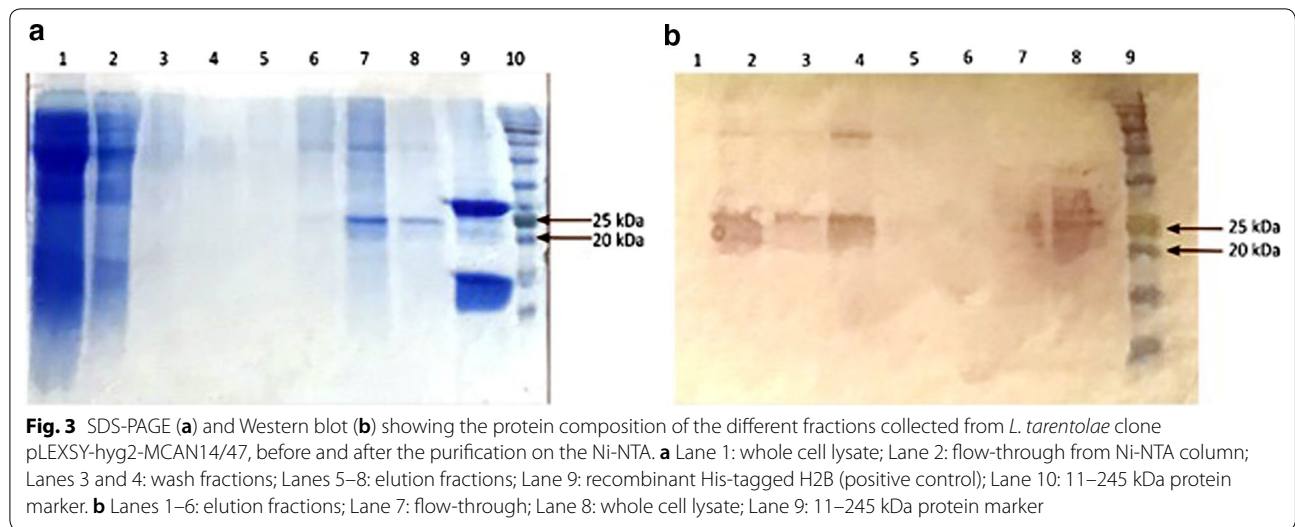 a
1 2 3 4 5 6 7 8 9 10
25 kDa
20 kDa
b
1 2 3 4 5 6 7 8 9
25 kDa
20 kDa
Fig. 3 SDS-PAGE (a) and Western blot (b) showing the protein composition of the different fractions collected from L. tarentolae clone
pLEXSY-hyg2-MCAN14/47, before and after the purification on the Ni-NTA. a Lane 1: whole cell lysate; Lane 2: flow-through from Ni-NTA column;
Lanes 3 and 4: wash fractions; Lanes 5–8: elution fractions; Lane 9: recombinant His-tagged H2B (positive control); Lane 10: 11–245 kDa protein
marker. b Lanes 1–6: elution fractions; Lane 7: flow-through; Lane 8: whole cell lysate; Lane 9: 11–245 kDa protein marker